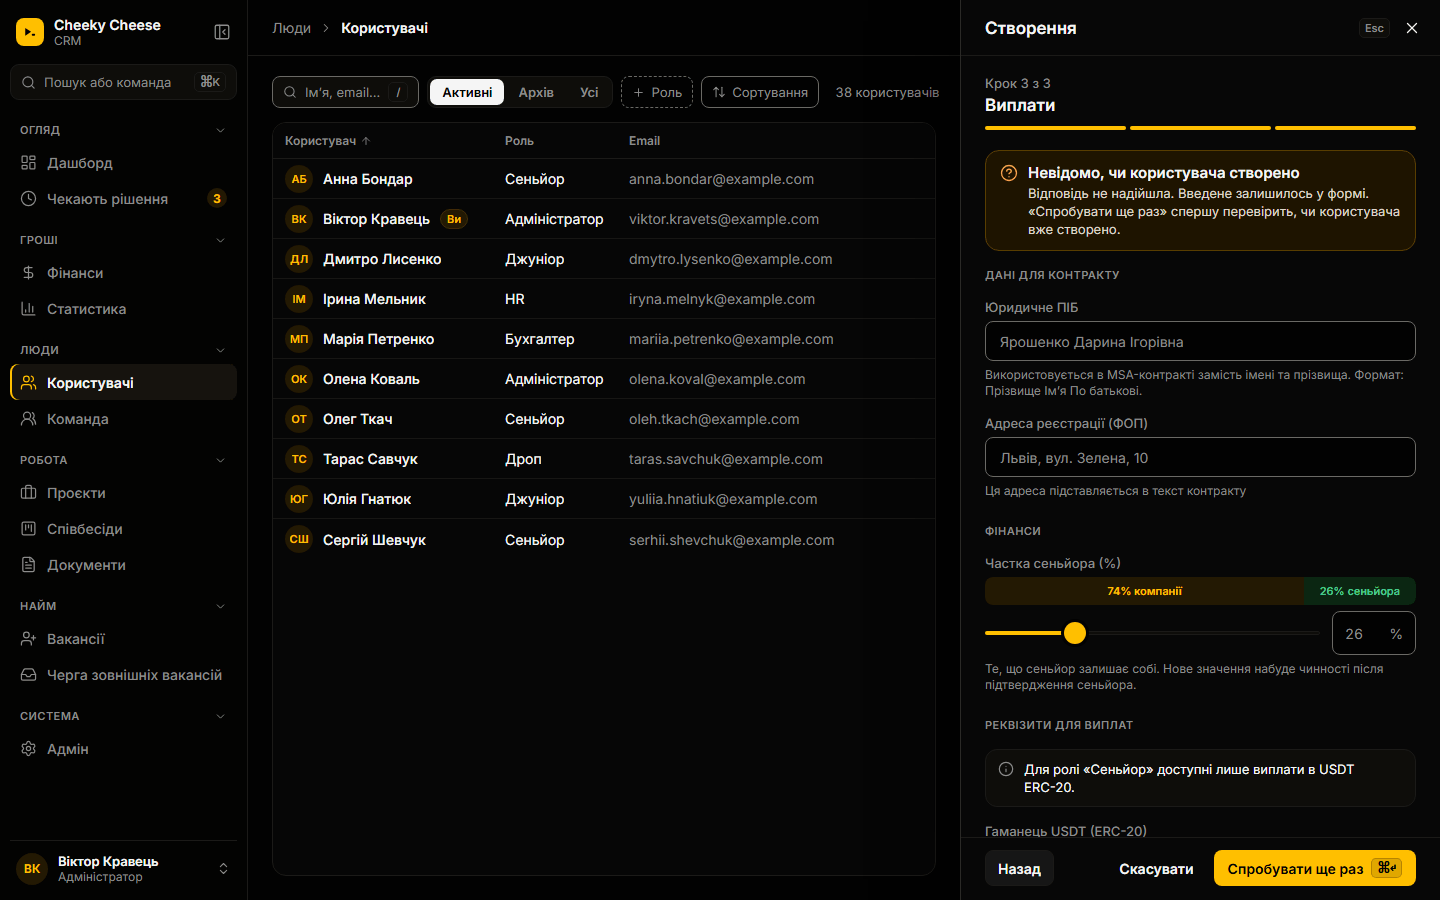 Cheeky Cheese
CRM
Пошук або команда
⌘K
ОГЛЯД
Дашборд
Чекають рішення
3
ГРОШІ
Фінанси
Статистика
ЛЮДИ
Користувачі
Команда
РОБОТА
Проєкти
Співбесіди
Документи
НАЙМ
Вакансії
Черга зовнішніх вакансій
СИСТЕМА
Адмін
ВК
Віктор Кравець
Адміністратор
Люди > Користувачі
Ім'я, email... /
Активні Архів Усі
+ Роль
Сортування
38 користувачів
Користувач ↑ Роль Email
АБ Анна Бондар Сеньйор anna.bondar@example.com
ВК Віктор Кравець Ви Адміністратор viktor.kravets@example.com
ДЛ Дмитро Лисенко Джуніор dmytro.lysenko@example.com
ІМ Ірина Мельник HR iryna.melnyk@example.com
МП Марія Петренко Бухгалтер mariia.petrenko@example.com
ОК Олена Коваль Адміністратор olena.koval@example.com
ОТ Олег Ткач Сеньйор oleh.tkach@example.com
ТС Тарас Савчук Дроп taras.savchuk@example.com
ЮГ Юлія Гнатюк Джуніор yuliia.hnatiuk@example.com
СШ Сергій Шевчук Сеньйор serhii.shevchuk@example.com
Створення
Esc
Крок 3 з 3
Виплати
Невідомо, чи користувача створено
Відповідь не надійшла. Введене залишилось у формі.
«Спробувати ще раз» спершу перевірить, чи користувача
вже створено.
ДАНІ ДЛЯ КОНТРАКТУ
Юридичне ПІБ
Ярошенко Дарина Ігорівна
Використовується в MSA-контракті замість імені та прізвища. Формат:
Прізвище Ім'я По батькові.
Адреса реєстрації (ФОП)
Львів, вул. Зелена, 10
Ця адреса підставляється в текст контракту
ФІНАНСИ
Частка сеньйора (%)
74% компанії 26% сеньйора
26 %
Те, що сеньйор залишає собі. Нове значення набуде чинності після
підтвердження сеньйора.
РЕКВІЗИТИ ДЛЯ ВИПЛАТ
Для ролі «Сеньйор» доступні лише виплати в USDT
ERC-20.
Гаманець USDT (ERC-20)
Назад
Скасувати
Спробувати ще раз ⌘↵